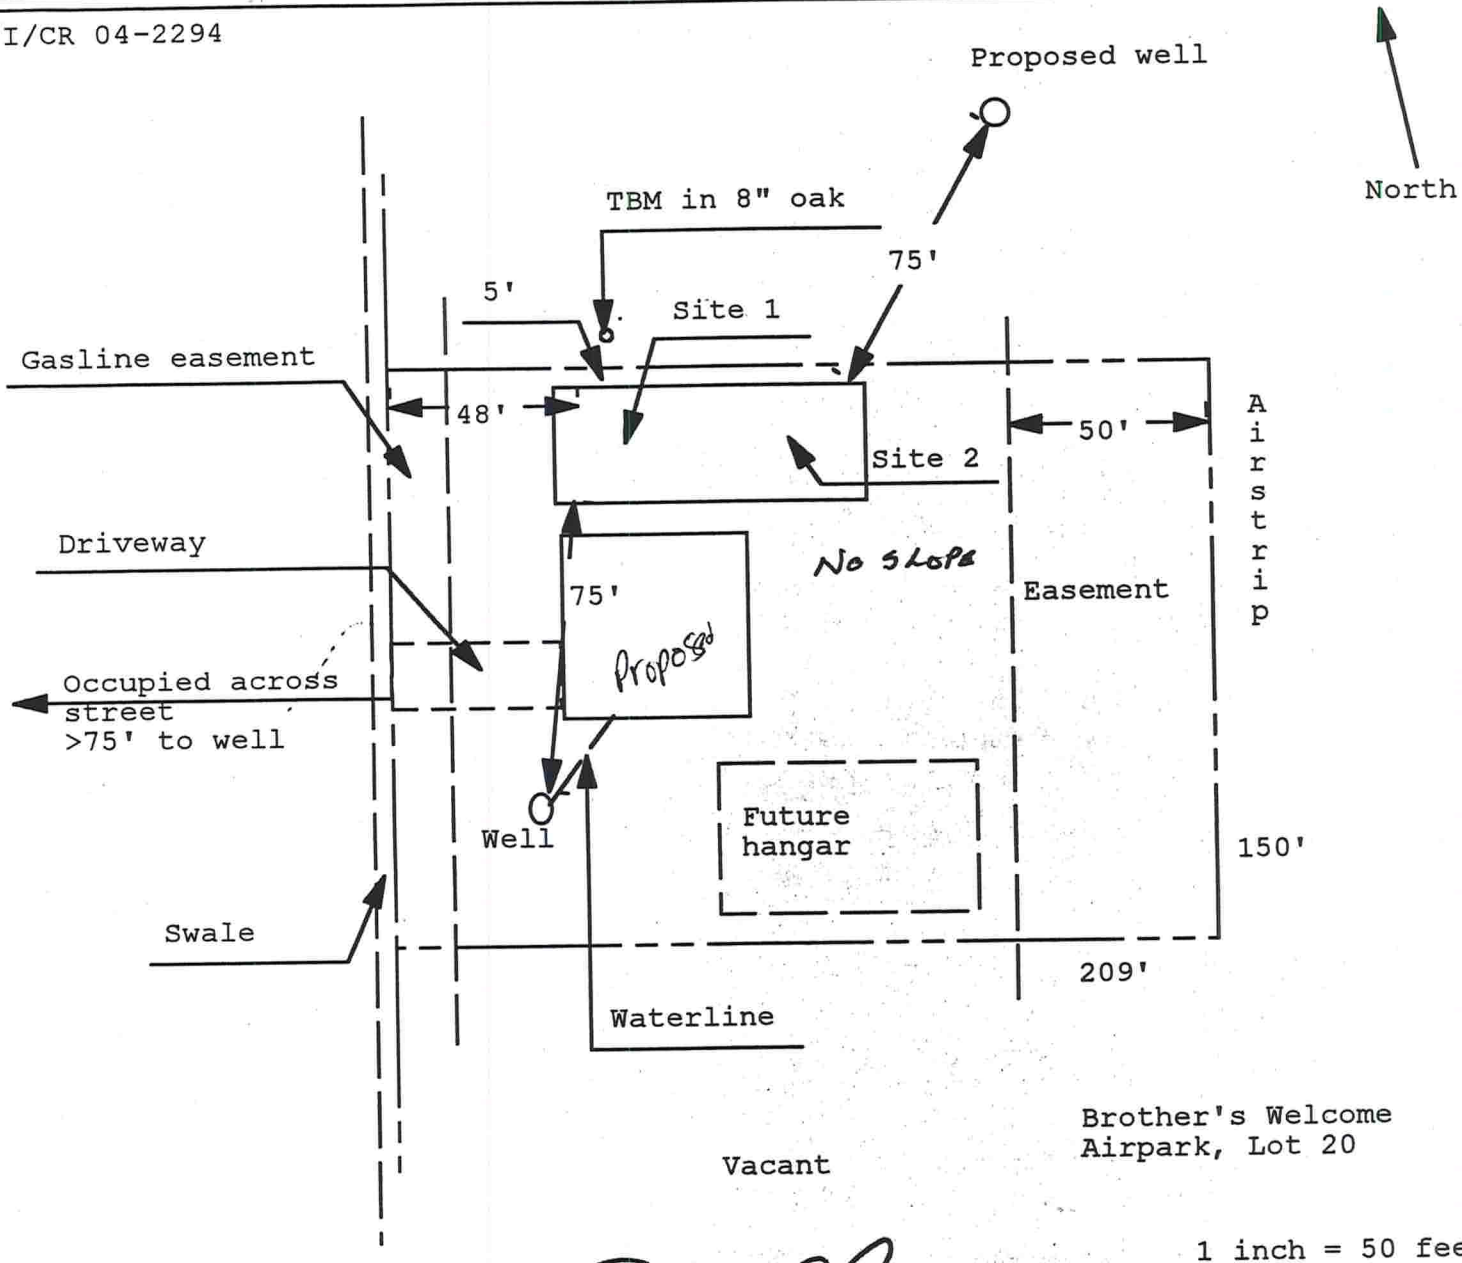 I/CR 04-2294
Proposed well
North
TBM in 8" oak
75'
5'
Site 1
Gasline easement
48'
50'
Airstrip
Site 2
Driveway
No SLOPE
75'
Easement
Proposed
Occupied across
street
>75' to well
Well
Future
hangar
150'
Swale
209'
Waterline
Brother's Welcome
Airpark, Lot 20
Vacant
1 inch = 50 fee